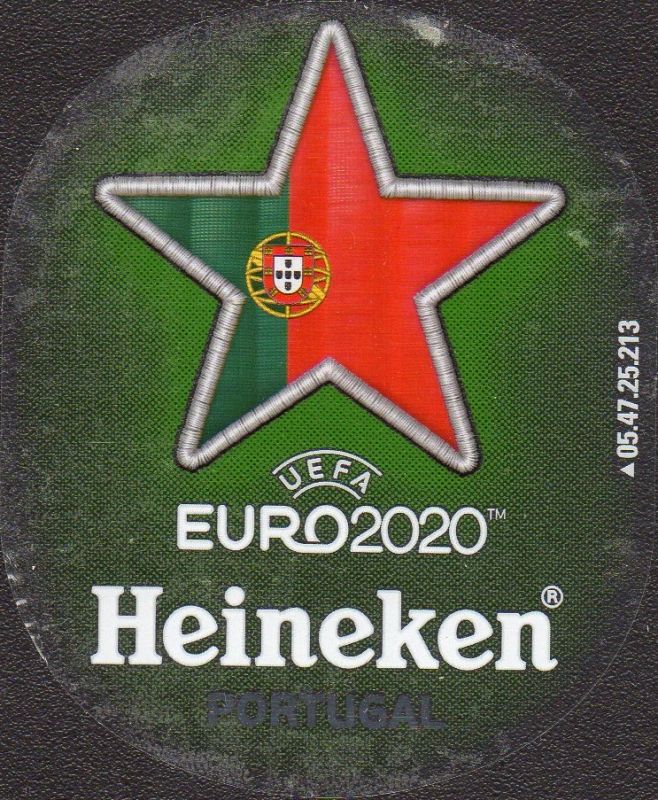 UEFA
EURO2020™
Heineken®
PORTUGAL
▲05.47.25.213